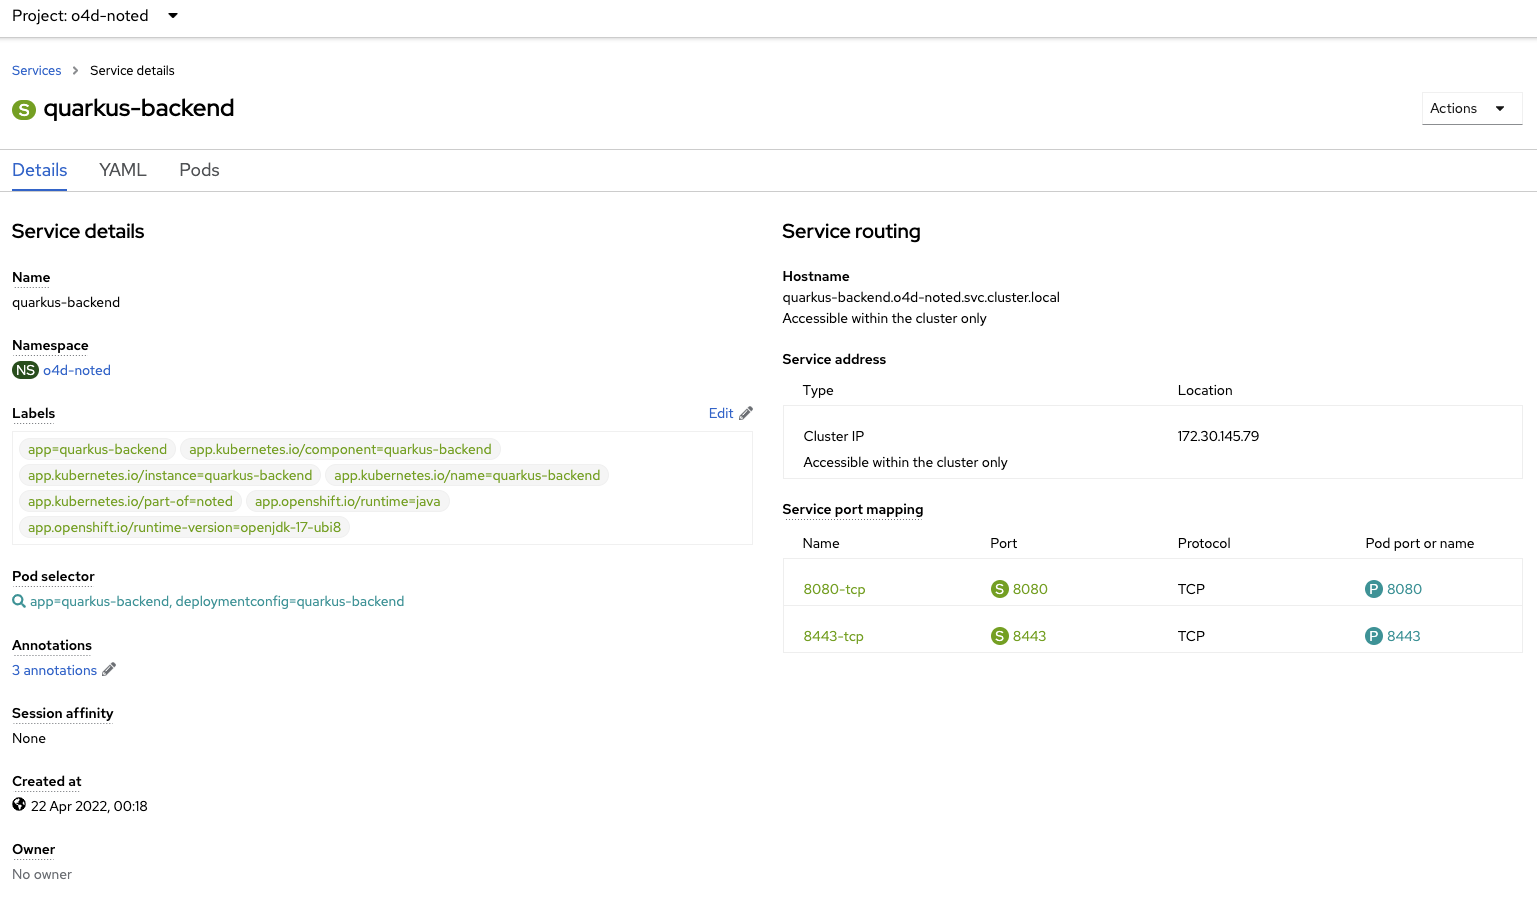 Project: o4d-noted
Services > Service details
S quarkus-backend
Actions
Details YAML Pods
Service details
Name
quarkus-backend
Namespace
NS o4d-noted
Labels
Edit
app=quarkus-backend app.kubernetes.io/component=quarkus-backend
app.kubernetes.io/instance=quarkus-backend app.kubernetes.io/name=quarkus-backend
app.kubernetes.io/part-of=noted app.openshift.io/runtime=java
app.openshift.io/runtime-version=openjdk-17-ubi8
Pod selector
app=quarkus-backend, deploymentconfig=quarkus-backend
Annotations
3 annotations
Session affinity
None
Created at
22 Apr 2022, 00:18
Owner
No owner
Service routing
Hostname
quarkus-backend.o4d-noted.svc.cluster.local
Accessible within the cluster only
Service address
Type Location
Cluster IP 172.30.145.79
Accessible within the cluster only
Service port mapping
Name Port Protocol Pod port or name
8080-tcp S 8080 TCP P 8080
8443-tcp S 8443 TCP P 8443